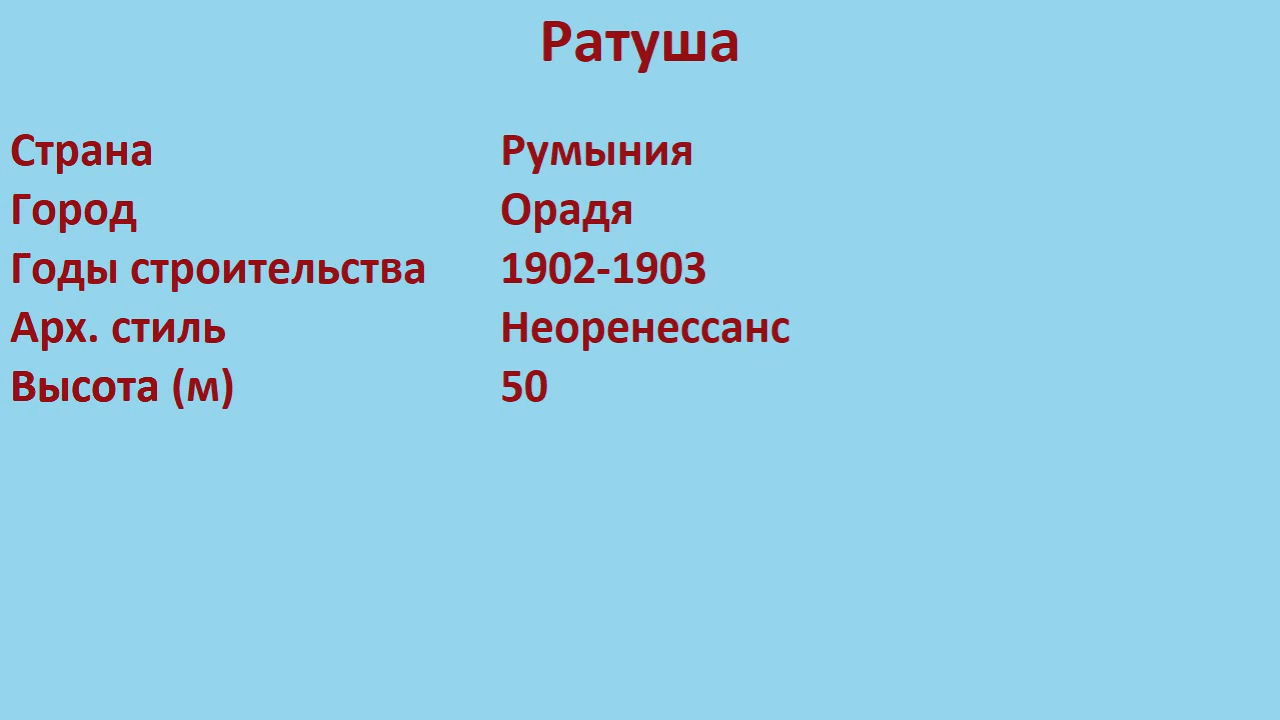 Ратуша
Страна Румыния
Город Орадя
Годы строительства 1902-1903
Арх. стиль Неоренессанс
Высота (м) 50